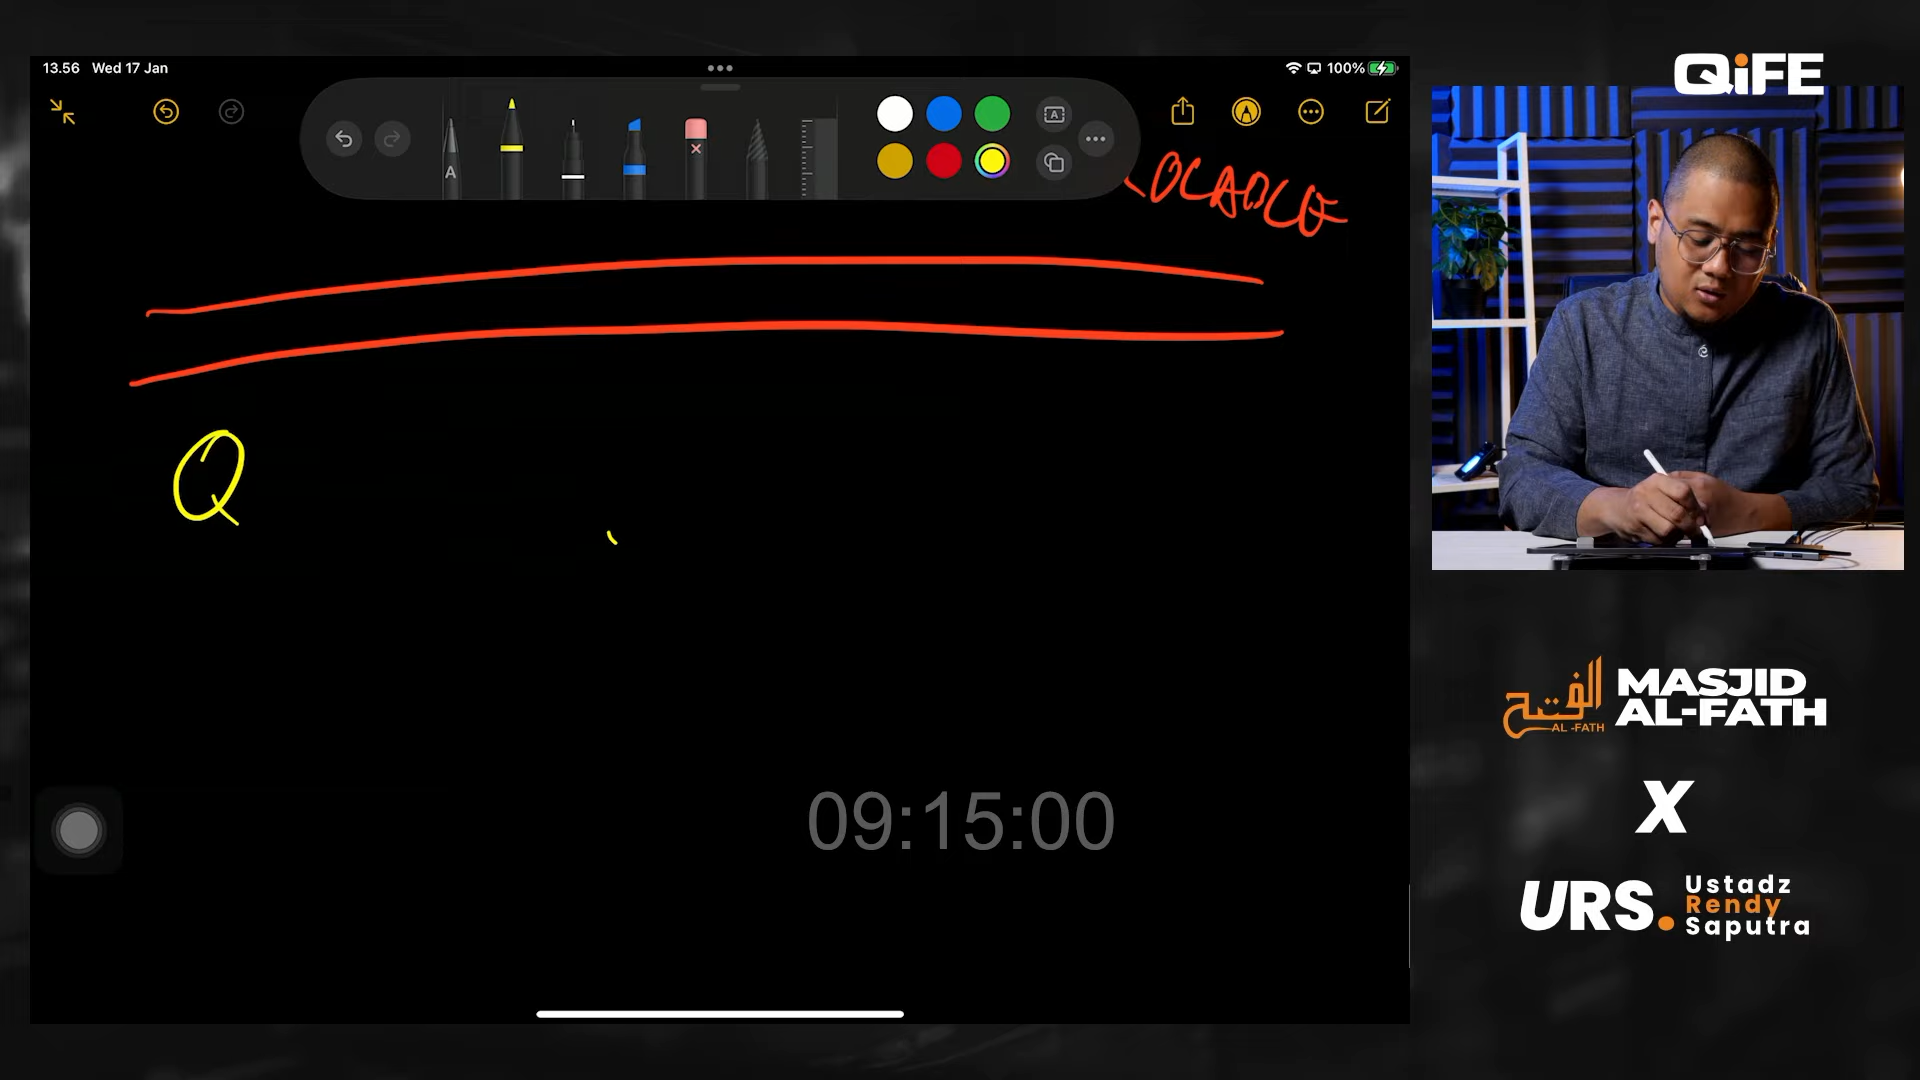 QiFE
13.56 Wed 17 Jan
100%
A
A
Q
09:15:00
الفتح
AL-FATH
MASJID
AL-FATH
X
URS.
Ustadz
Rendy
Saputra